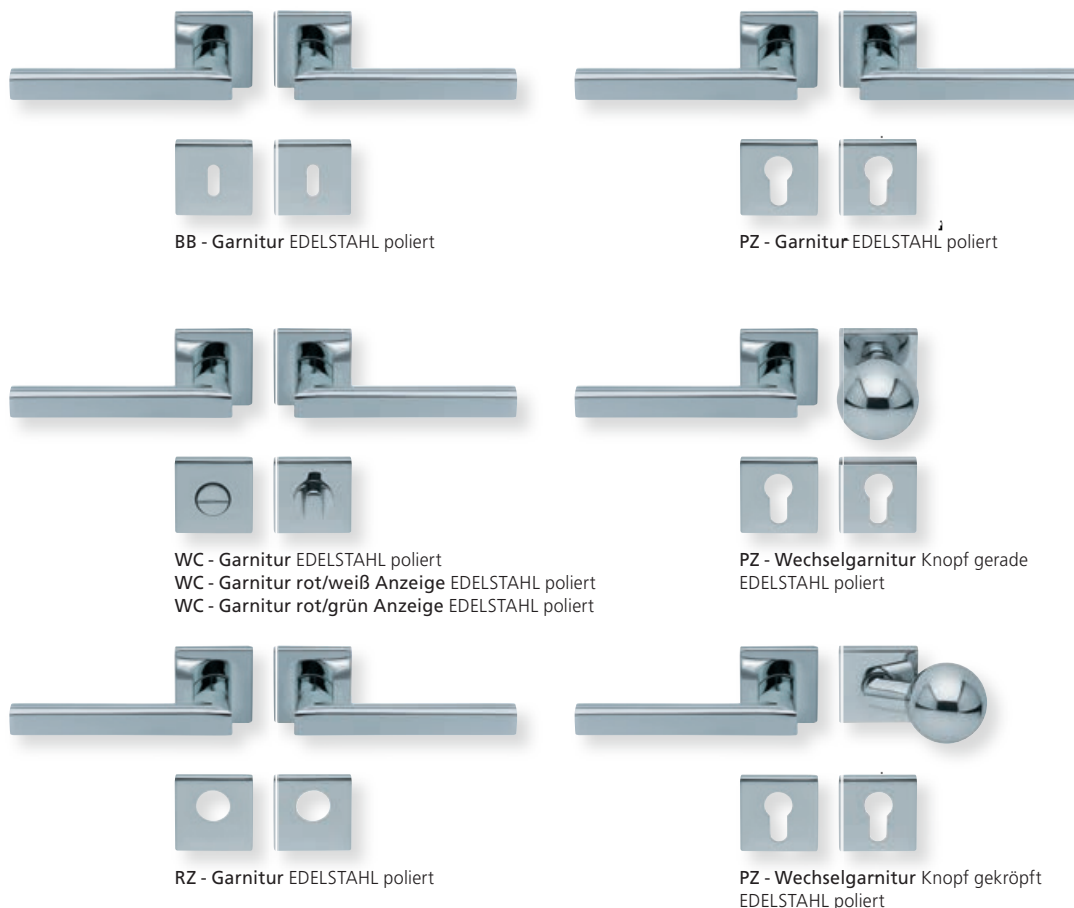 BB - Garnitur EDELSTAHL poliert
PZ - Garnitur EDELSTAHL poliert
WC - Garnitur EDELSTAHL poliert
WC - Garnitur rot/weiß Anzeige EDELSTAHL poliert
WC - Garnitur rot/grün Anzeige EDELSTAHL poliert
PZ - Wechselgarnitur Knopf gerade
EDELSTAHL poliert
RZ - Garnitur EDELSTAHL poliert
PZ - Wechselgarnitur Knopf gekröpft
EDELSTAHL poliert